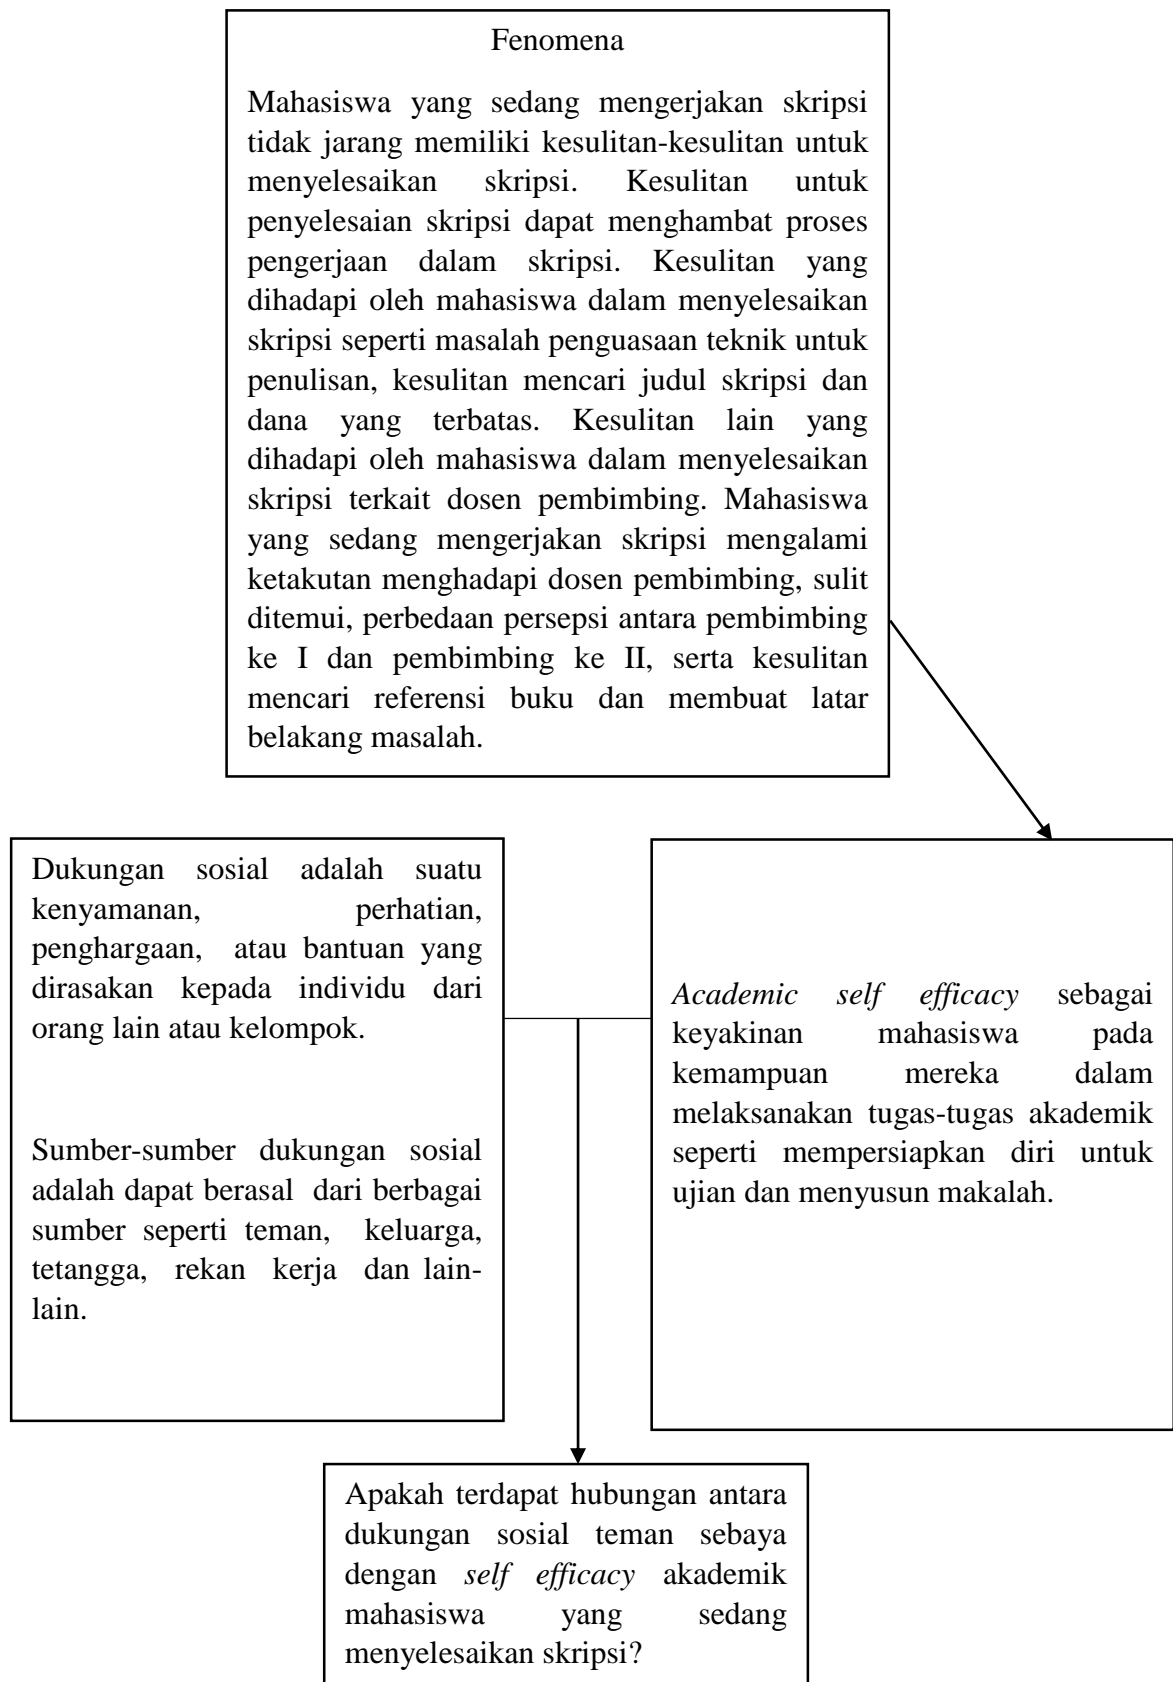 Fenomena
Mahasiswa yang sedang mengerjakan skripsi
tidak jarang memiliki kesulitan-kesulitan untuk
menyelesaikan skripsi. Kesulitan untuk
penyelesaian skripsi dapat menghambat proses
pengerjaan dalam skripsi. Kesulitan yang
dihadapi oleh mahasiswa dalam menyelesaikan
skripsi seperti masalah penguasaan teknik untuk
penulisan, kesulitan mencari judul skripsi dan
dana yang terbatas. Kesulitan lain yang
dihadapi oleh mahasiswa dalam menyelesaikan
skripsi terkait dosen pembimbing. Mahasiswa
yang sedang mengerjakan skripsi mengalami
ketakutan menghadapi dosen pembimbing, sulit
ditemui, perbedaan persepsi antara pembimbing
ke I dan pembimbing ke II, serta kesulitan
mencari referensi buku dan membuat latar
belakang masalah.
Dukungan sosial adalah suatu
kenyamanan, perhatian,
penghargaan, atau bantuan yang
dirasakan kepada individu dari
orang lain atau kelompok.
Sumber-sumber dukungan sosial
adalah dapat berasal dari berbagai
sumber seperti teman, keluarga,
tetangga, rekan kerja dan lain-
lain.
Academic self efficacy sebagai
keyakinan mahasiswa pada
kemampuan mereka dalam
melaksanakan tugas-tugas akademik
seperti mempersiapkan diri untuk
ujian dan menyusun makalah.
Apakah terdapat hubungan antara
dukungan sosial teman sebaya
dengan self efficacy akademik
mahasiswa yang sedang
menyelesaikan skripsi?